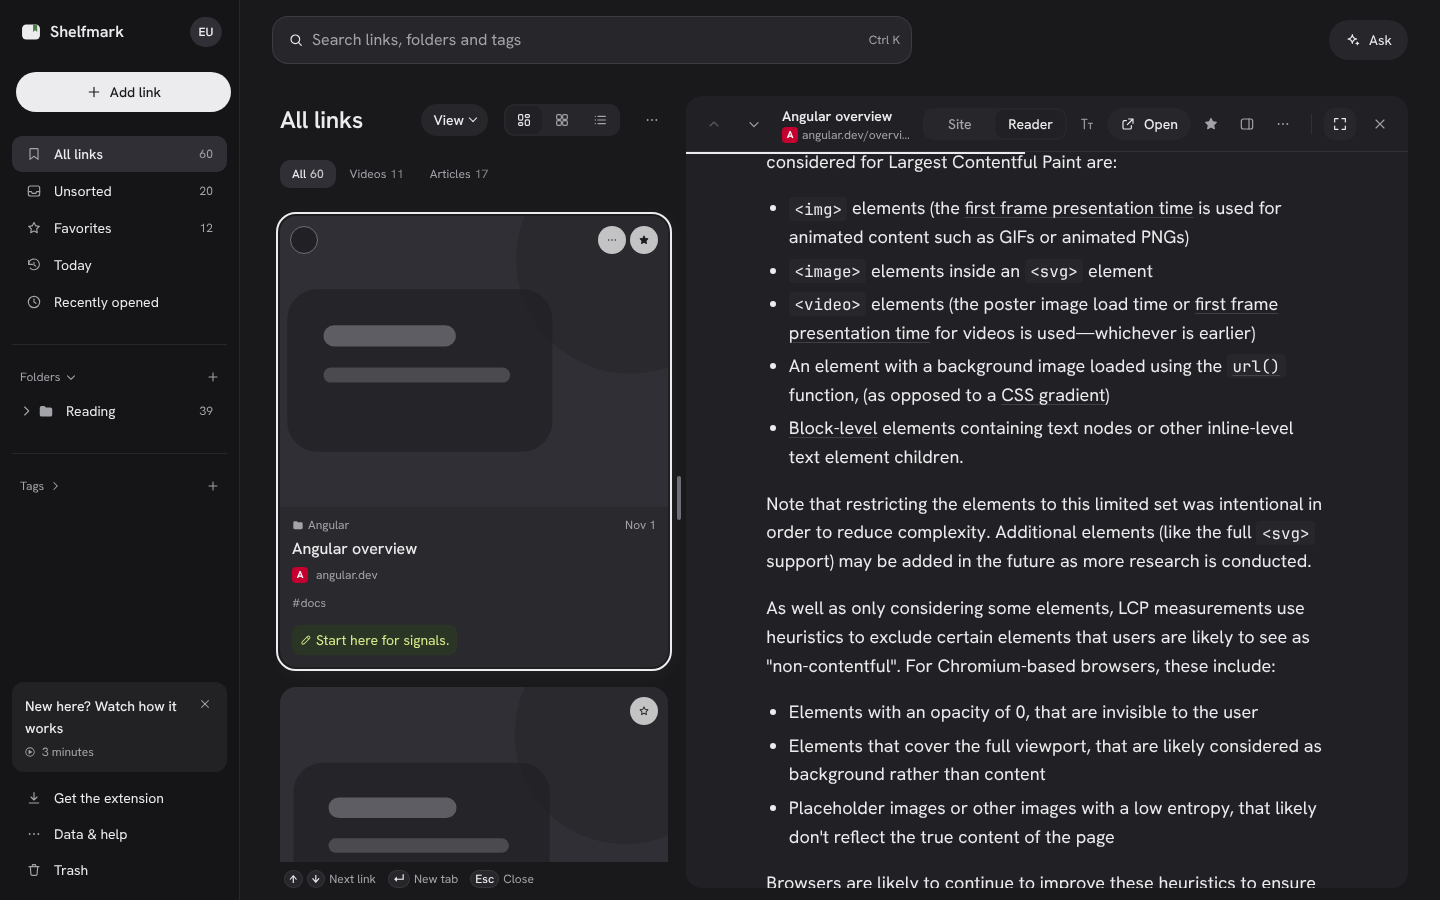 Shelfmark
EU
Add link
All links 60
Unsorted 20
Favorites 12
Today
Recently opened
Folders
Reading 39
Tags
New here? Watch how it
works
3 minutes
Get the extension
Data & help
Trash
Search links, folders and tags Ctrl K
Ask
All links
View
All 60 Videos 11 Articles 17
Angular Nov 1
Angular overview
A angular.dev
#docs
Start here for signals.
Next link New tab Esc Close
Angular overview
A angular.dev/overvi...
Site Reader Tт Open
considered for Largest Contentful Paint are:
• <img> elements (the first frame presentation time is used for
animated content such as GIFs or animated PNGs)
• <image> elements inside an <svg> element
• <video> elements (the poster image load time or first frame
presentation time for videos is used—whichever is earlier)
• An element with a background image loaded using the url()
function, (as opposed to a CSS gradient)
• Block-level elements containing text nodes or other inline-level
text element children.
Note that restricting the elements to this limited set was intentional in
order to reduce complexity. Additional elements (like the full <svg>
support) may be added in the future as more research is conducted.
As well as only considering some elements, LCP measurements use
heuristics to exclude certain elements that users are likely to see as
"non-contentful". For Chromium-based browsers, these include:
• Elements with an opacity of 0, that are invisible to the user
• Elements that cover the full viewport, that are likely considered as
background rather than content
• Placeholder images or other images with a low entropy, that likely
don't reflect the true content of the page
Browsers are likely to continue to improve these heuristics to ensure